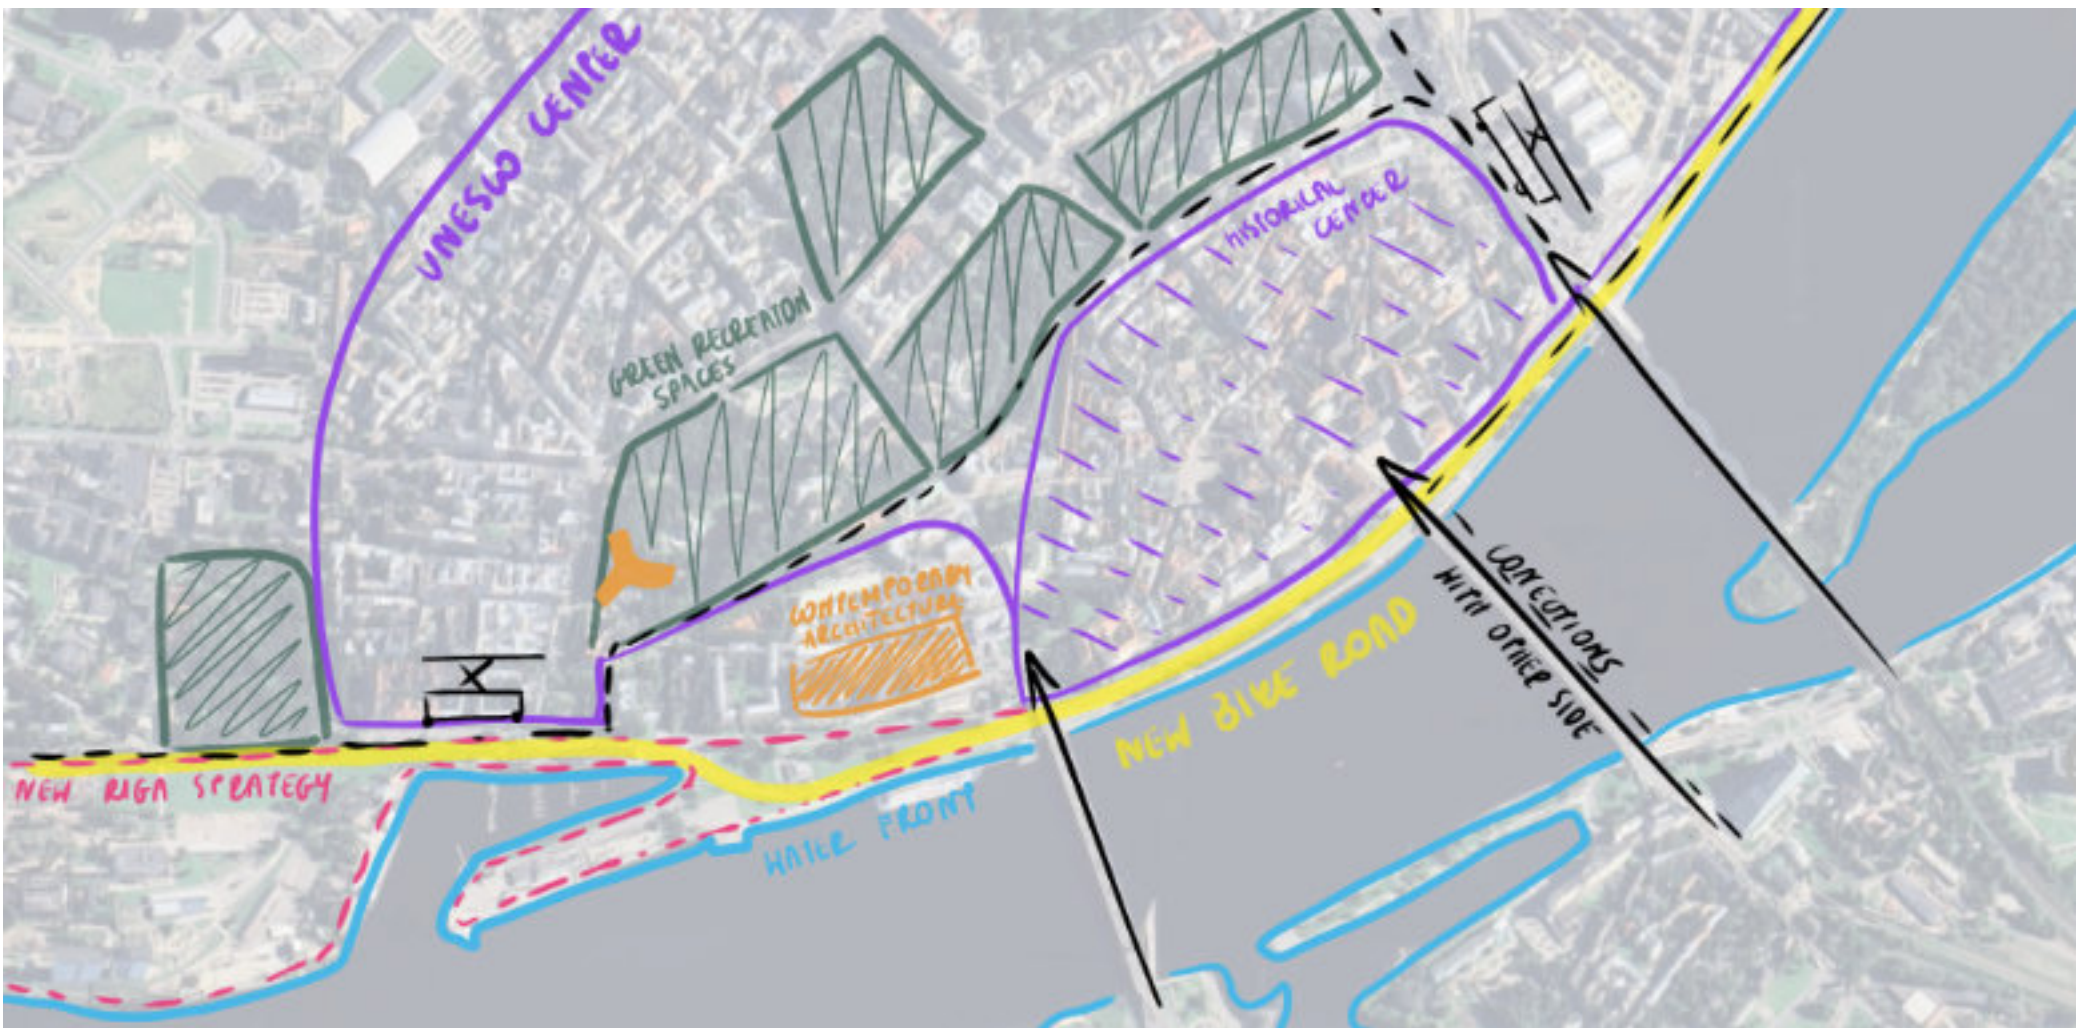 UNESCO CENTER
HISTORICAL
CENTER
GREEN RECREATION
SPACES
CONTEMPORARY
ARCHITECTURE
CONECTIONS
WITH OTHER SIDE
NEW BIKE ROAD
NEW RIGA STRATEGY
WATER FRONT